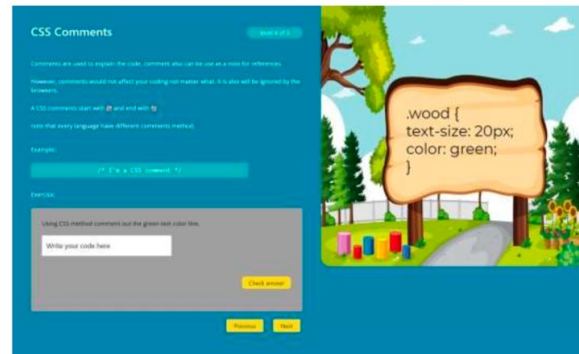 CSS Comments
level 4 of 5
Comments are used to explain the code, comment also can be use as a note for references.
However, comments would not affect your coding not matter what. It is also will be ignored by the
browsers.
A CSS comments start with /* and end with */
note that every language have different comments method.
Example:
/* I'm a CSS comment */
Exercise:
Using CSS method comment out the green text color line.
Write your code here
Check answer
Previous
Next
.wood {
text-size: 20px;
color: green;
}